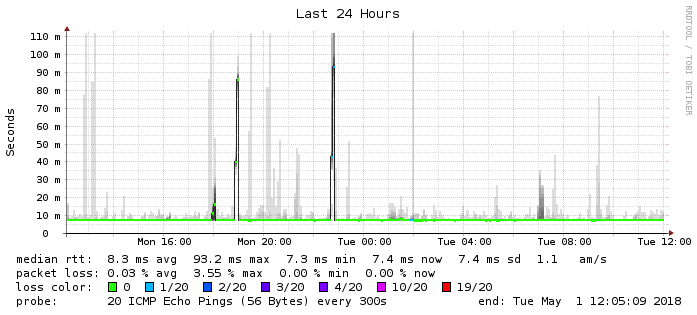 Last 24 Hours
RRDTOOL / TOBI OETIKER
Seconds
110 m
100 m
90 m
80 m
70 m
60 m
50 m
40 m
30 m
20 m
10 m
0
Mon 16:00 Mon 20:00 Tue 00:00 Tue 04:00 Tue 08:00 Tue 12:00
median rtt: 8.3 ms avg 93.2 ms max 7.3 ms min 7.4 ms now 7.4 ms sd 1.1 am/s
packet loss: 0.03 % avg 3.55 % max 0.00 % min 0.00 % now
loss color: 0 1/20 2/20 3/20 4/20 10/20 19/20
probe: 20 ICMP Echo Pings (56 Bytes) every 300s end: Tue May 1 12:05:09 2018